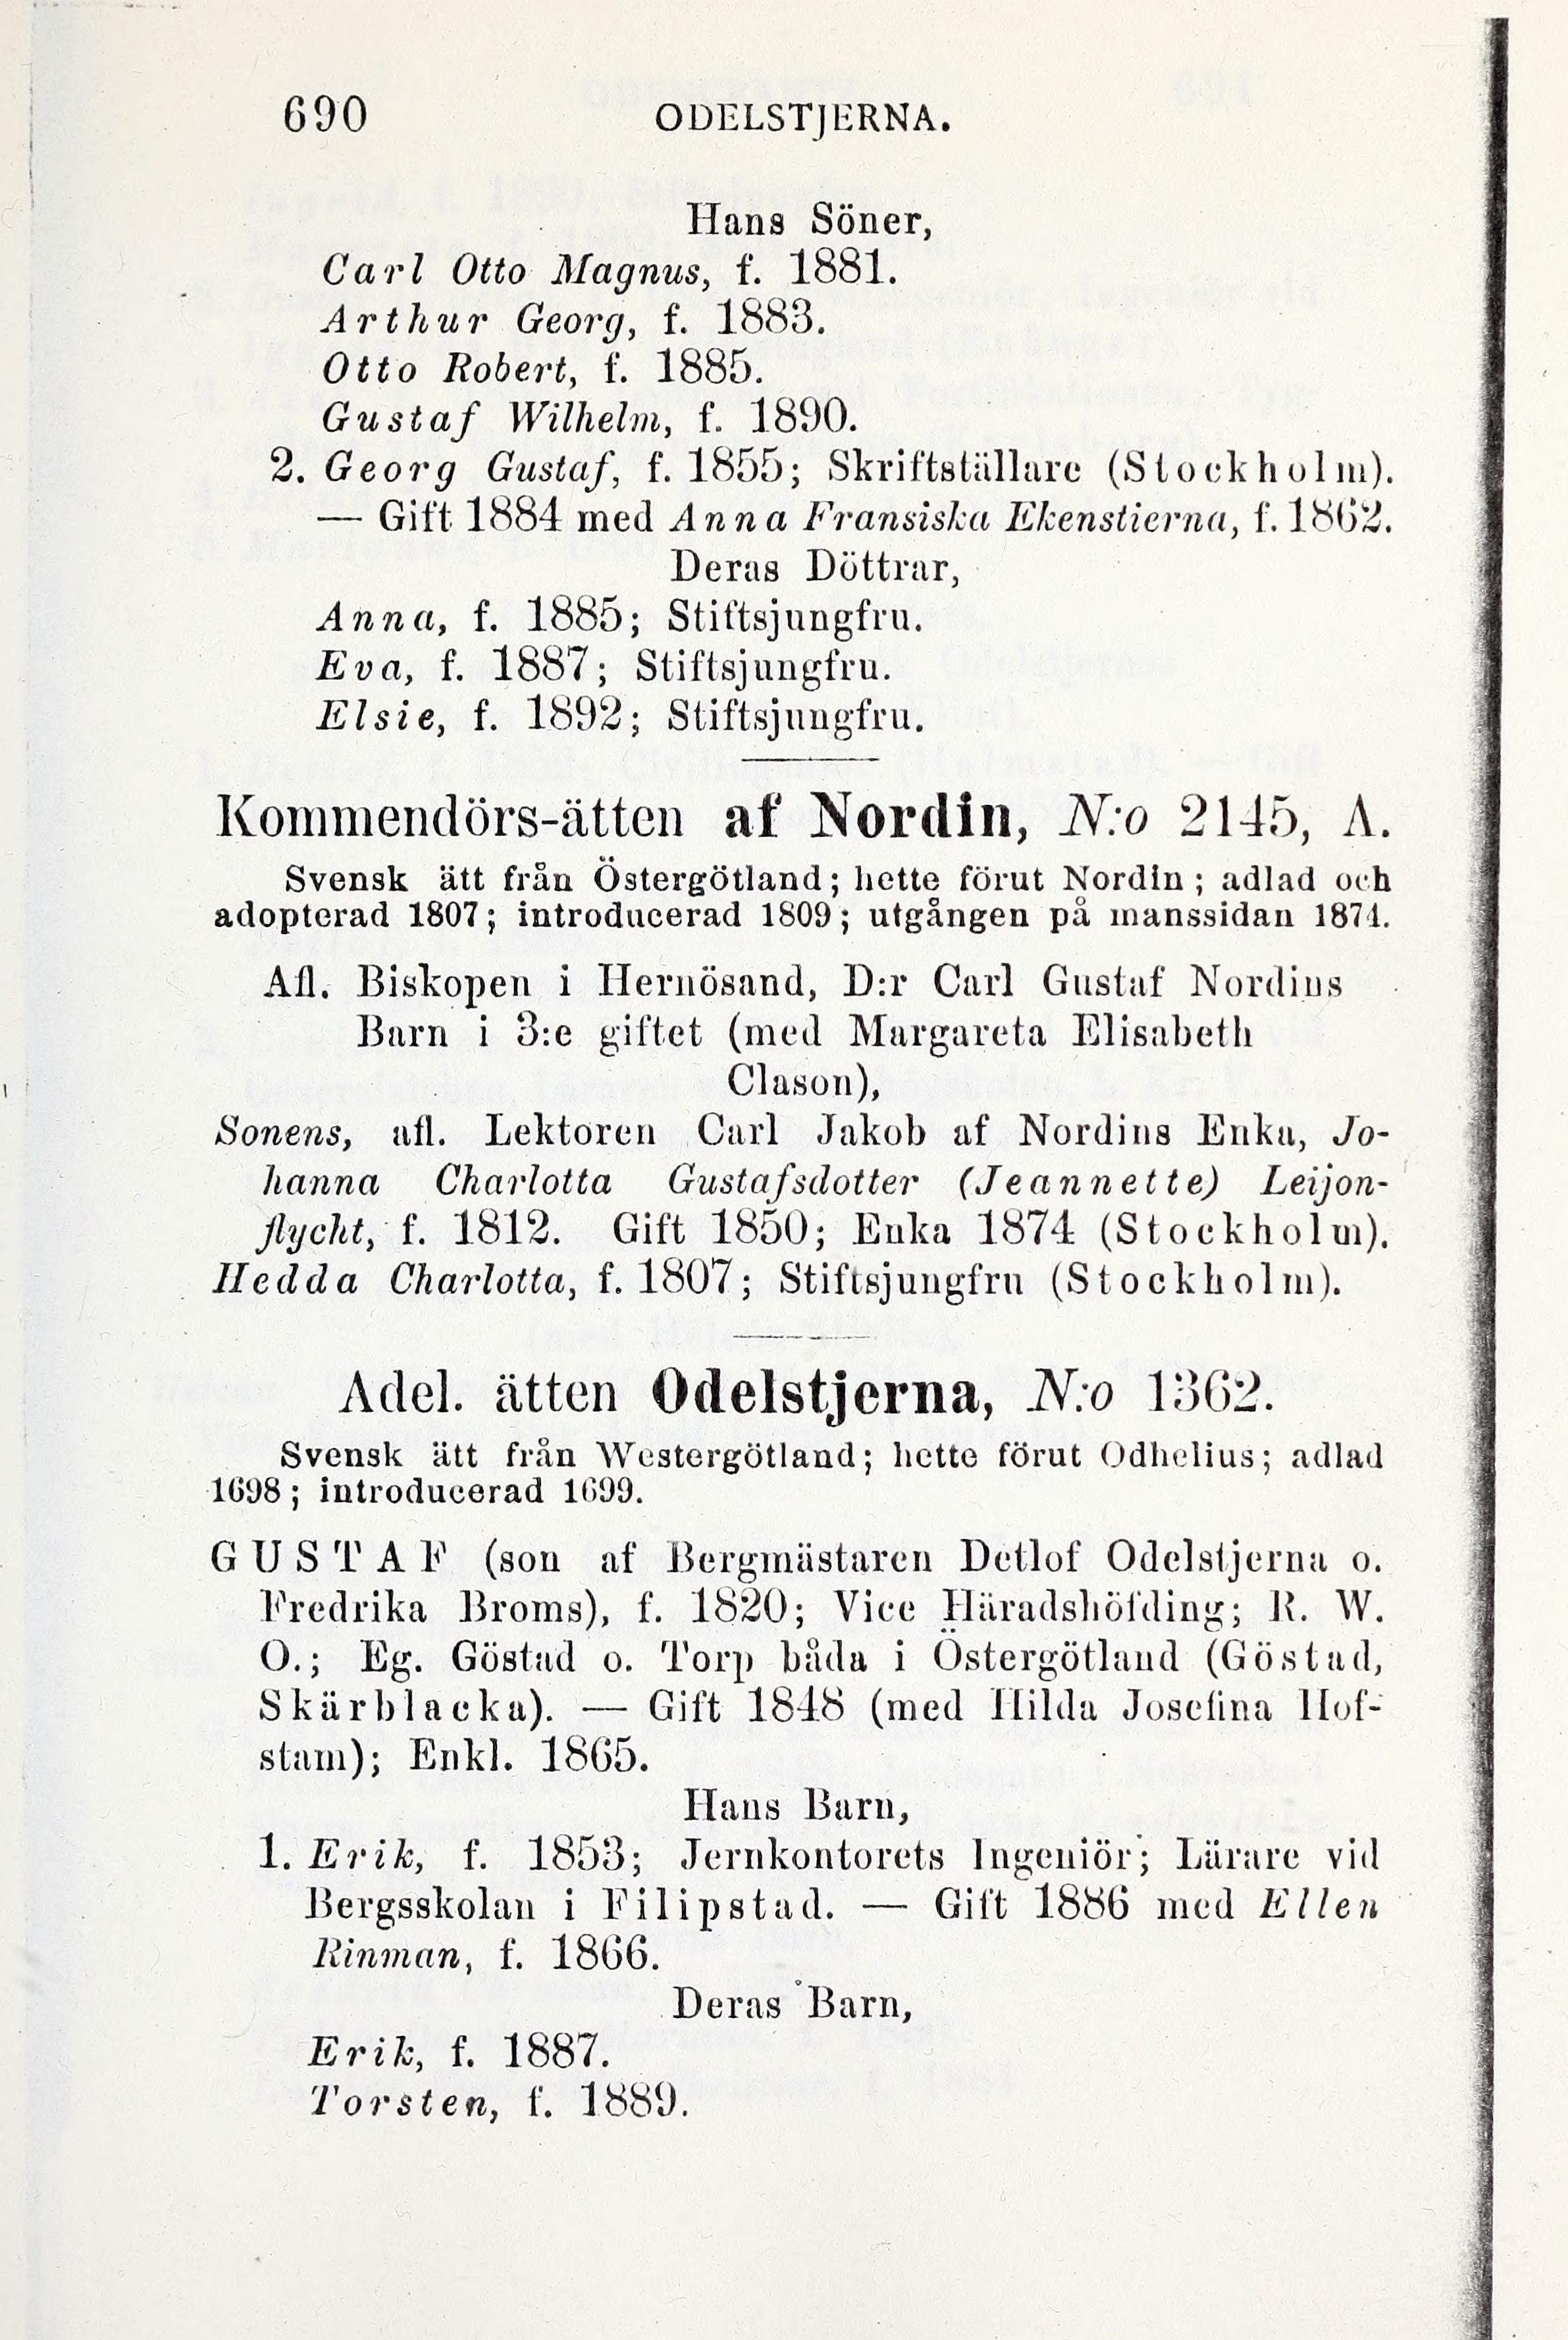 690 ODELSTJERNA.
Hans Söner,
Carl Otto Magnus, f. 1881.
Arthur Georg, f. 1883.
Otto Robert, f. 1885.
Gustaf Wilhelm, f. 1890.
2. Georg Gustaf, f. 1855; Skriftställare (Stockholm).
— Gift 1884 med Anna Fransiska Ekenstierna, f. 1862.
Deras Döttrar,
Anna, f. 1885; Stiftsjungfru.
Eva, f. 1887; Stiftsjungfru.
Elsie, f. 1892; Stiftsjungfru.
Kommendörs-ätten af Nordin, N:o 2145, A.
Svensk ätt från Östergötland; hette förut Nordin; adlad och
adopterad 1807; introducerad 1809; utgången på manssidan 1874.
Afl. Biskopen i Hernösand, D:r Carl Gustaf Nordins
Barn i 3:e giftet (med Margareta Elisabeth
Clason),
Sonens, afl. Lektoren Carl Jakob af Nordins Enka, Jo-
hanna Charlotta Gustafsdotter (Jeannette) Leijon-
flycht, f. 1812. Gift 1850; Enka 1874 (Stockholm).
Hedda Charlotta, f. 1807; Stiftsjungfru (Stockholm).
Adel. ätten Odelstjerna, N:o 1362.
Svensk ätt från Westergötland; hette förut Odhelius; adlad
1698; introducerad 1699.
GUSTAF (son af Bergmästaren Detlof Odelstjerna o.
Fredrika Broms), f. 1820; Vice Häradshöfding; R. W.
O.; Eg. Göstad o. Torp båda i Östergötland (Göstad,
Skärblacka). — Gift 1848 (med Hilda Josefina Hof-
stam); Enkl. 1865.
Hans Barn,
1. Erik, f. 1853; Jernkontorets Ingeniör; Lärare vid
Bergsskolan i Filipstad. — Gift 1886 med Ellen
Rinman, f. 1866.
Deras Barn,
Erik, f. 1887.
Torsten, f. 1889.